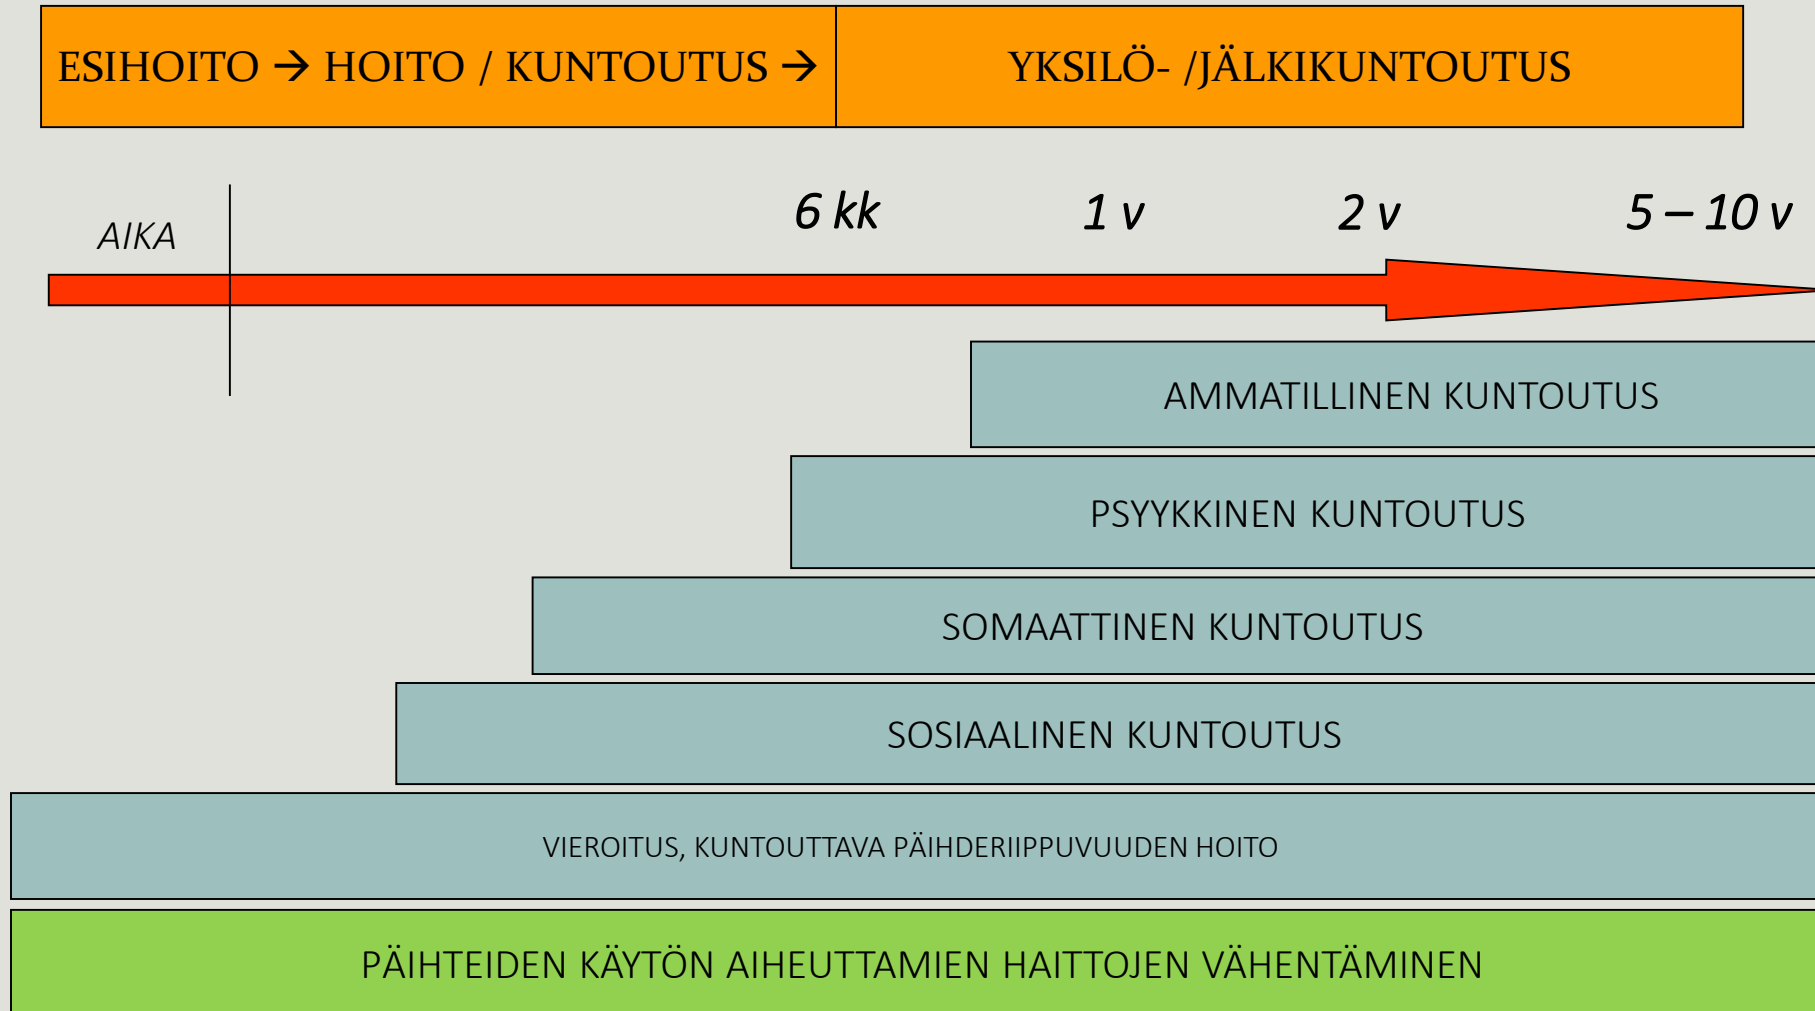 ESIHOITO → HOITO / KUNTOUTUS →
YKSILÖ- /JÄLKIKUNTOUTUS
AIKA
6 kk
1 v
2 v
5 – 10 v
AMMATILLINEN KUNTOUTUS
PSYYKKINEN KUNTOUTUS
SOMAATTINEN KUNTOUTUS
SOSIAALINEN KUNTOUTUS
VIEROITUS, KUNTOUTTAVA PÄIHDERIIPPUVUUDEN HOITO
PÄIHTEIDEN KÄYTÖN AIHEUTTAMIEN HAITTOJEN VÄHENTÄMINEN